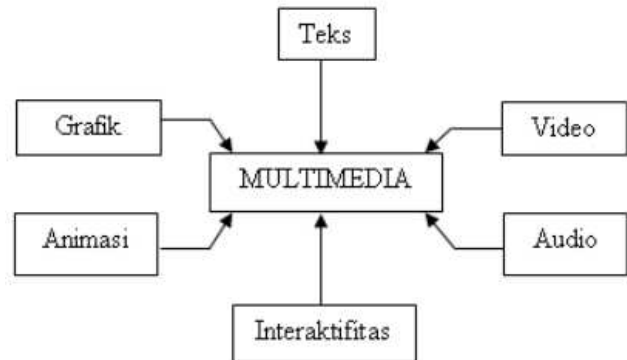 Teks
Grafik
Video
MULTIMEDIA
Animasi
Audio
Interaktifitas